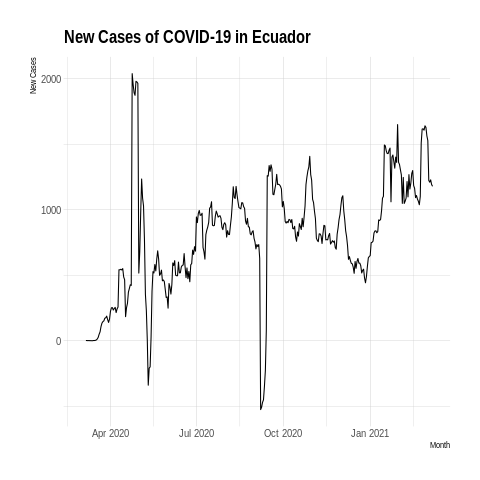 New Cases of COVID-19 in Ecuador
New Cases
2000
1000
0
Apr 2020 Jul 2020 Oct 2020 Jan 2021
Month